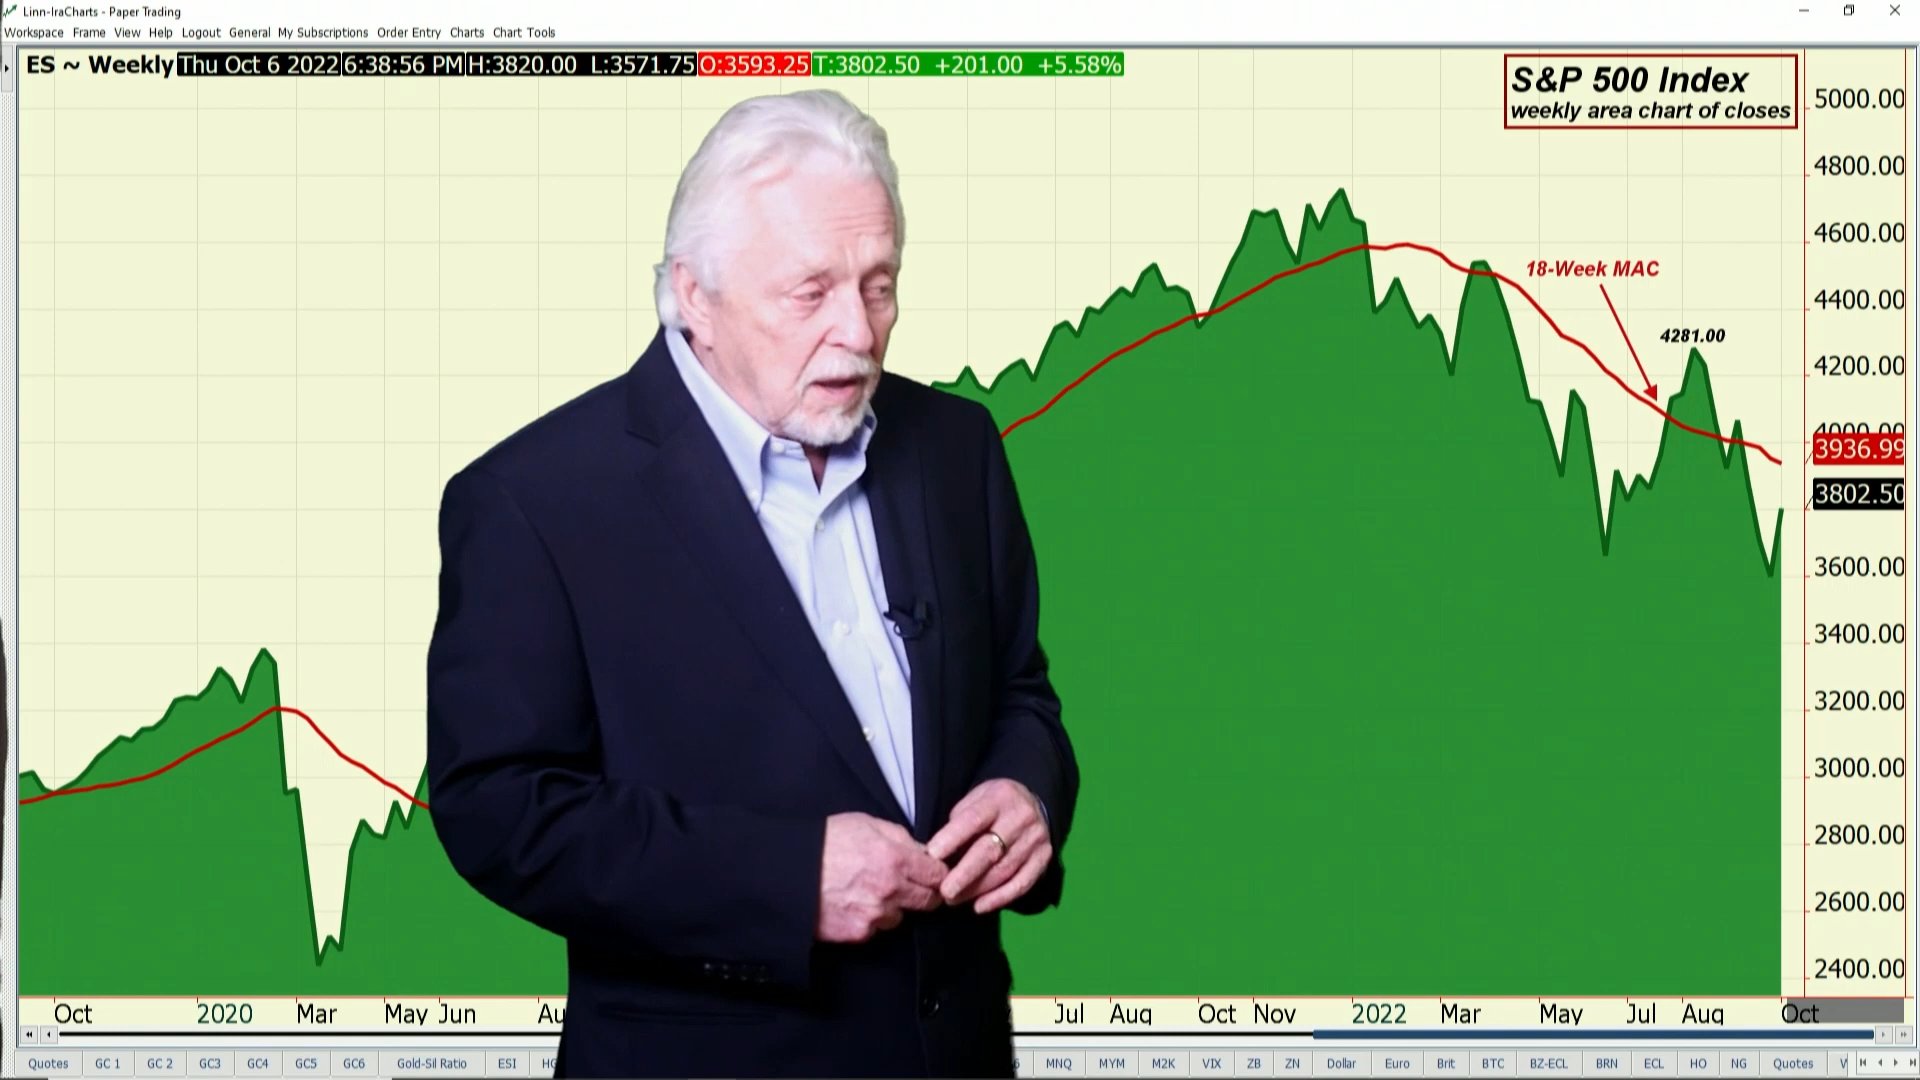 Linn-IraCharts - Paper Trading
Workspace Frame View Help Logout General My Subscriptions Order Entry Charts Chart Tools
ES ~ Weekly Thu Oct 6 2022 6:38:56 PM H:3820.00 L:3571.75 O:3593.25 T:3802.50 +201.00 +5.58%
S&P 500 Index
weekly area chart of closes
5000.00
4800.00
4600.00
18-Week MAC
4400.00
4281.00
4200.00
4000.00
3936.99
3802.50
3600.00
3400.00
3200.00
3000.00
2800.00
2600.00
2400.00
Oct 2020 Mar May Jun Au Jul Aug Oct Nov 2022 Mar May Jul Aug Oct
Quotes GC 1 GC 2 GC3 GC4 GC5 GC6 Gold-Sil Ratio ESI HG 6 MNQ MYM M2K VIX ZB ZN Dollar Euro Brit BTC BZ-ECL BRN ECL HO NG Quotes